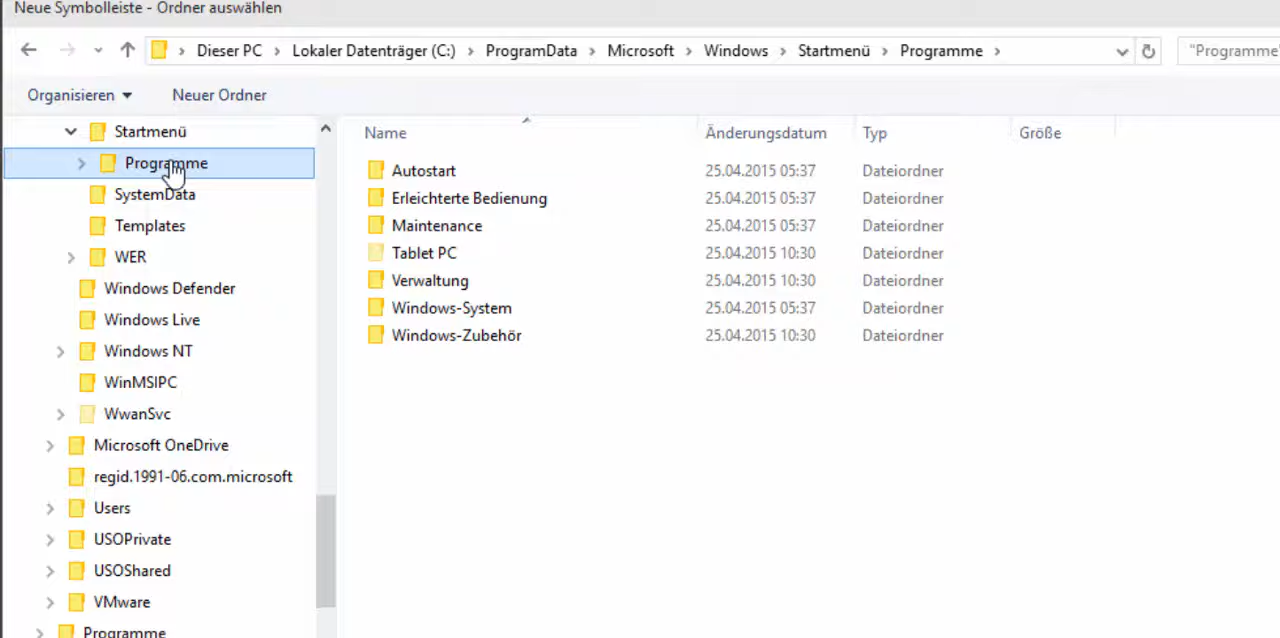 Neue Symbolleiste - Ordner auswählen
Dieser PC > Lokaler Datenträger (C:) > ProgramData > Microsoft > Windows > Startmenü > Programme > "Programme"
Organisieren Neuer Ordner
Name Änderungsdatum Typ Größe
Startmenü
Programme
SystemData
Templates
WER
Windows Defender
Windows Live
Windows NT
WinMSIPC
WwanSvc
Microsoft OneDrive
regid.1991-06.com.microsoft
Users
USOPrivate
USOShared
VMware
Programme
Autostart 25.04.2015 05:37 Dateiordner
Erleichterte Bedienung 25.04.2015 05:37 Dateiordner
Maintenance 25.04.2015 05:37 Dateiordner
Tablet PC 25.04.2015 10:30 Dateiordner
Verwaltung 25.04.2015 10:30 Dateiordner
Windows-System 25.04.2015 05:37 Dateiordner
Windows-Zubehör 25.04.2015 10:30 Dateiordner